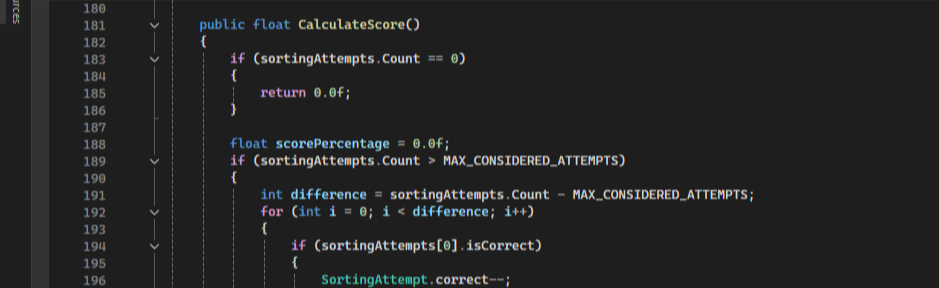 urces
180
181 public float CalculateScore()
182 {
183 if (sortingAttempts.Count == 0)
184 {
185 return 0.0f;
186 }
187
188 float scorePercentage = 0.0f;
189 if (sortingAttempts.Count > MAX_CONSIDERED_ATTEMPTS)
190 {
191 int difference = sortingAttempts.Count - MAX_CONSIDERED_ATTEMPTS;
192 for (int i = 0; i < difference; i++)
193 {
194 if (sortingAttempts[0].isCorrect)
195 {
196 SortingAttempt.correct--;